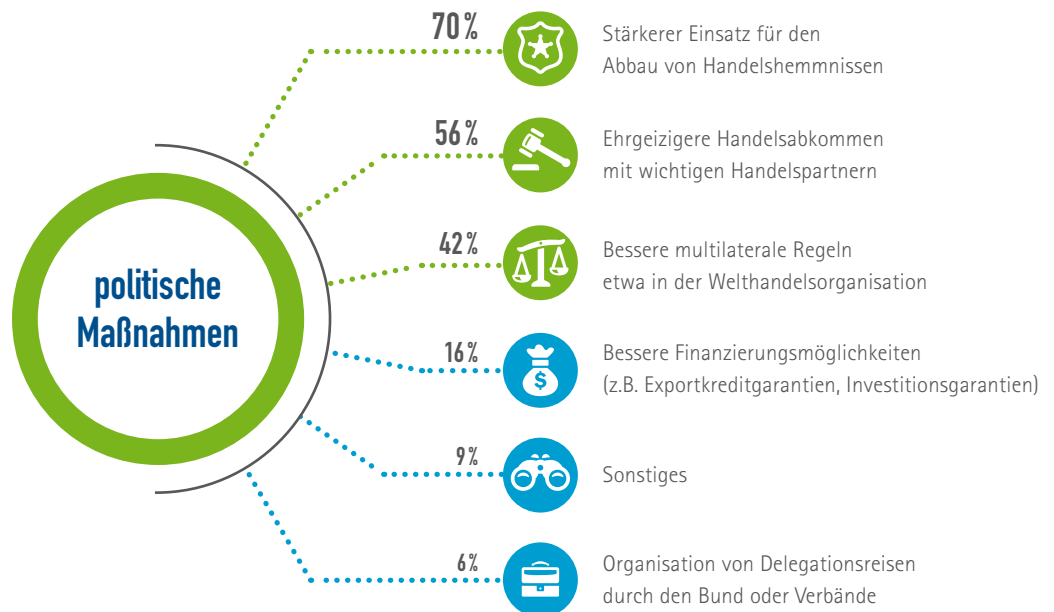 70%
Stärkerer Einsatz für den
Abbau von Handelshemmnissen
56%
Ehrgeizigere Handelsabkommen
mit wichtigen Handelspartnern
42%
Bessere multilaterale Regeln
etwa in der Welthandelsorganisation
politische
Maßnahmen
16%
Bessere Finanzierungsmöglichkeiten
(z.B. Exportkreditgarantien, Investitionsgarantien)
$
9%
Sonstiges
6%
Organisation von Delegationsreisen
durch den Bund oder Verbände